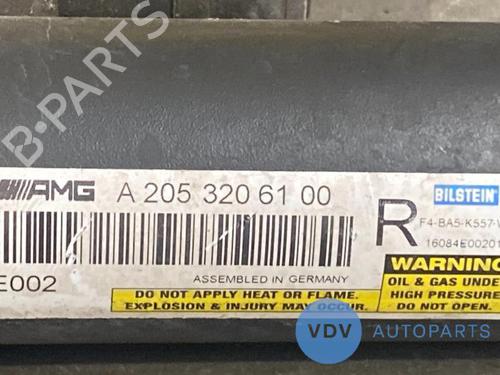 B-PARTS
AMG A 205 320 61 00
BILSTEIN
R
F4-BA5-K557-
16084E00201
E002
ASSEMBLED IN GERMANY
WARNING
OIL & GAS UNDE
HIGH PRESSURE
DO NOT OPEN.
DO NOT APPLY HEAT OR FLAME.
EXPLOSION & INJURY MAY OCCUR.
VDV AUTOPARTS